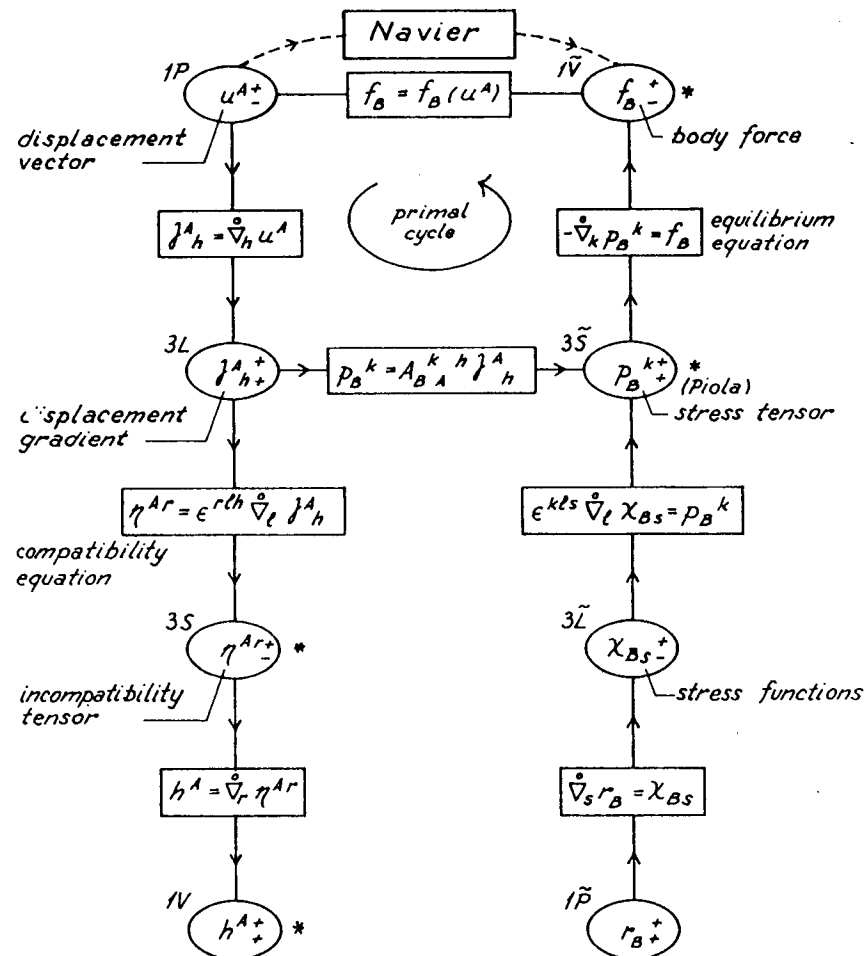 Navier
1P
1Ṽ
u^A + -
f_B = f_B (u^A)
f_B + - *
displacement
vector
body force
primal
cycle
J^A_h = ∇̊_h u^A
-∇̊_k p_B^k = f_B
equilibrium
equation
3L
3S̃
J^A_h + +
p_B^k = A_B^k_A^h J^A_h
p_B^k + + *
(Piola)
stress tensor
displacement
gradient
η^Ar = ϵ^rlh ∇̊_l J^A_h
ϵ^kls ∇̊_l χ_Bs = p_B^k
compatibility
equation
3S
3L̃
η^Ar + - *
χ_Bs + -
incompatibility
tensor
stress functions
h^A = ∇̊_r η^Ar
∇̊_s r_B = χ_Bs
1V
1P̃
h^A + + *
r_B + +